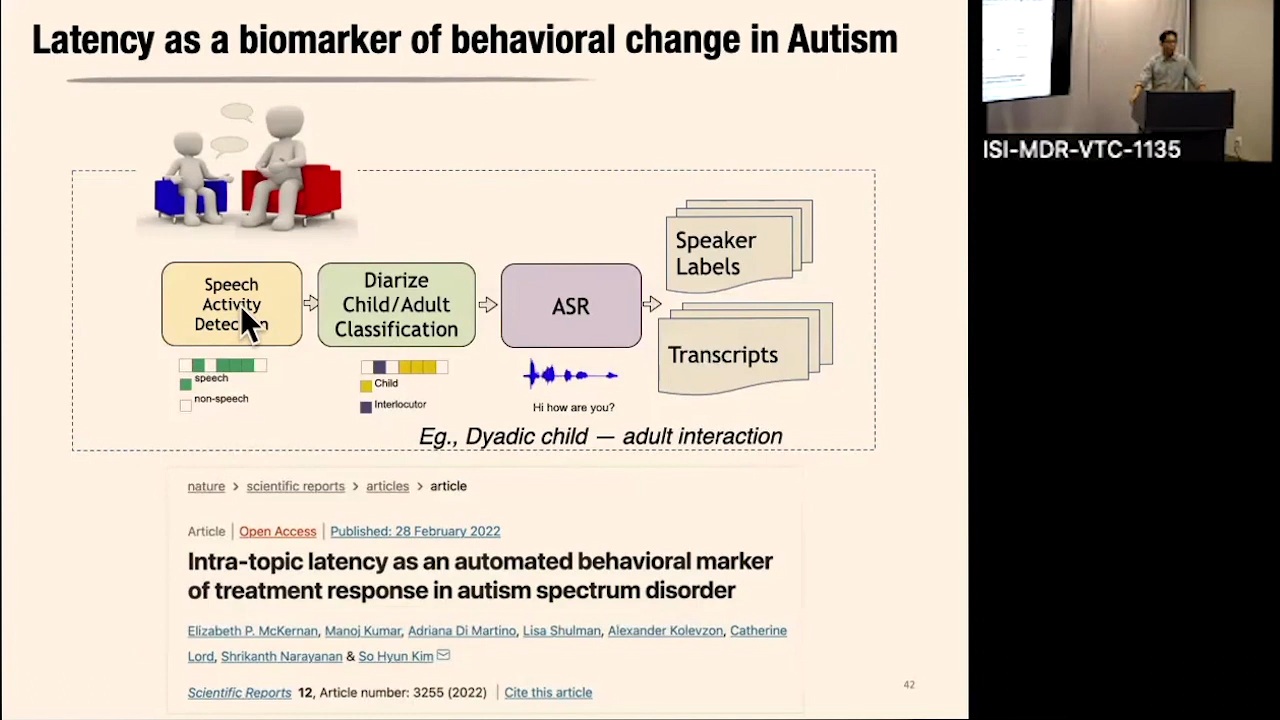 Latency as a biomarker of behavioral change in Autism
ISI-MDR-VTC-1135
Speech
Activity
Detection
Diarize
Child/Adult
Classification
ASR
Speaker
Labels
Transcripts
speech
non-speech
Child
Interlocutor
Hi how are you?
Eg., Dyadic child — adult interaction
nature > scientific reports > articles > article
Article | Open Access | Published: 28 February 2022
Intra-topic latency as an automated behavioral marker
of treatment response in autism spectrum disorder
Elizabeth P. McKernan, Manoj Kumar, Adriana Di Martino, Lisa Shulman, Alexander Kolevzon, Catherine
Lord, Shrikanth Narayanan & So Hyun Kim
Scientific Reports 12, Article number: 3255 (2022) | Cite this article
42